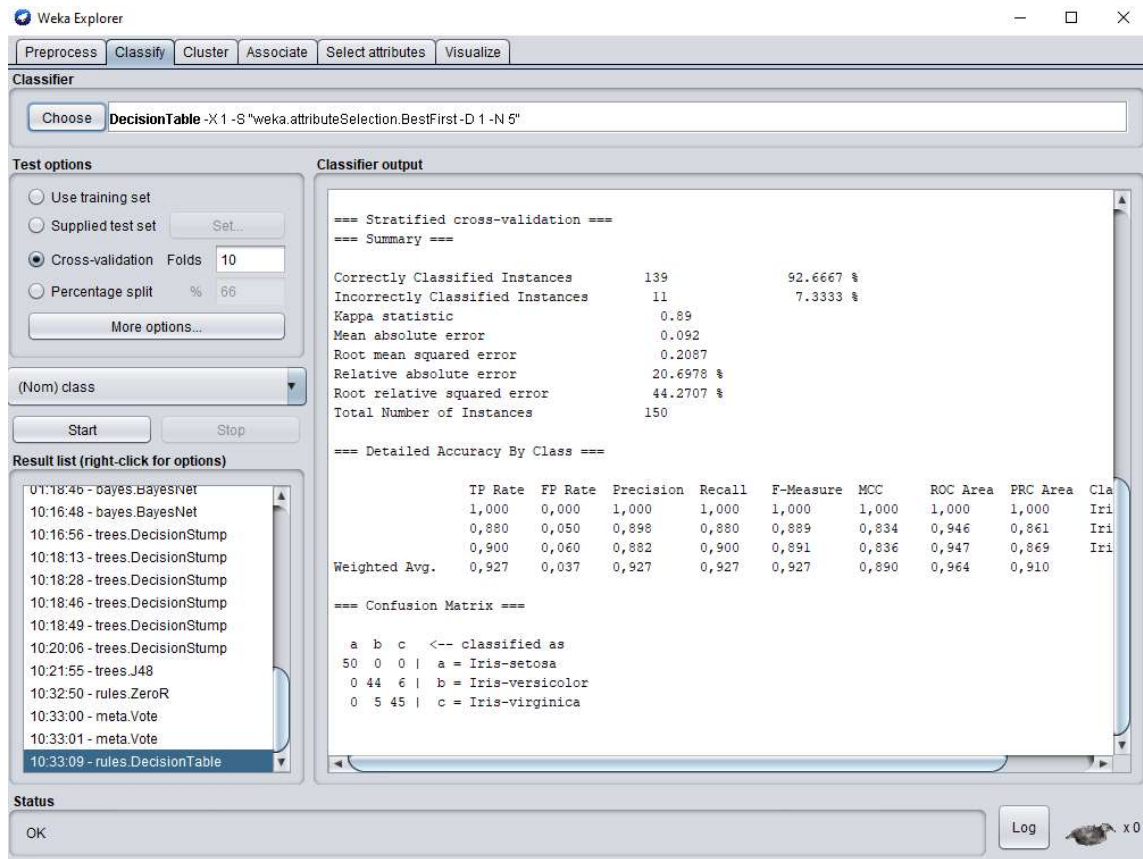 Weka Explorer
Preprocess Classify Cluster Associate Select attributes Visualize
Classifier
Choose DecisionTable -X 1 -S "weka.attributeSelection.BestFirst -D 1 -N 5"
Test options
Use training set
Supplied test set Set...
Cross-validation Folds 10
Percentage split % 66
More options...
(Nom) class
Start Stop
Result list (right-click for options)
01:18:46 - bayes.BayesNet
10:16:48 - bayes.BayesNet
10:16:56 - trees.DecisionStump
10:18:13 - trees.DecisionStump
10:18:28 - trees.DecisionStump
10:18:46 - trees.DecisionStump
10:18:49 - trees.DecisionStump
10:20:06 - trees.DecisionStump
10:21:55 - trees.J48
10:32:50 - rules.ZeroR
10:33:00 - meta.Vote
10:33:01 - meta.Vote
10:33:09 - rules.DecisionTable
Classifier output
=== Stratified cross-validation ===
=== Summary ===
Correctly Classified Instances 139 92.6667 %
Incorrectly Classified Instances 11 7.3333 %
Kappa statistic 0.89
Mean absolute error 0.092
Root mean squared error 0.2087
Relative absolute error 20.6978 %
Root relative squared error 44.2707 %
Total Number of Instances 150
=== Detailed Accuracy By Class ===
TP Rate FP Rate Precision Recall F-Measure MCC ROC Area PRC Area Cla
1,000 0,000 1,000 1,000 1,000 1,000 1,000 1,000 Iri
0,880 0,050 0,898 0,880 0,889 0,834 0,946 0,861 Iri
0,900 0,060 0,882 0,900 0,891 0,836 0,947 0,869 Iri
Weighted Avg. 0,927 0,037 0,927 0,927 0,927 0,890 0,964 0,910
=== Confusion Matrix ===
a b c <-- classified as
50 0 0 | a = Iris-setosa
0 44 6 | b = Iris-versicolor
0 5 45 | c = Iris-virginica
Status
OK
Log x 0